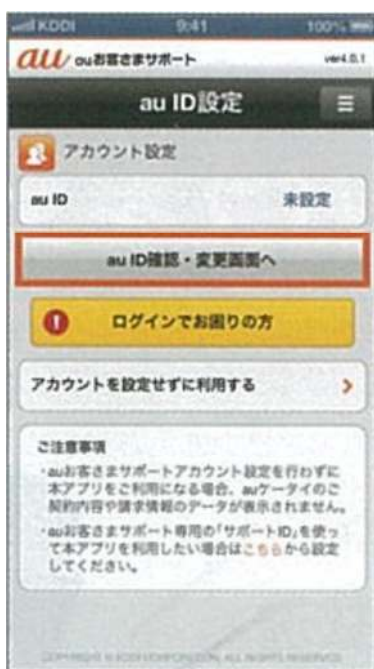 KDDI 9:41 100%
au auお客さまサポート ver4.0.1
au ID設定
アカウント設定
au ID 未設定
au ID確認・変更画面へ
ログインでお困りの方
アカウントを設定せずに利用する
ご注意事項
・auお客さまサポートアカウント設定を行わずに
本アプリをご利用になる場合、auケータイのご
契約内容や請求情報のデータが表示されません。
・auお客さまサポート専用の「サポートID」を使っ
て本アプリを利用したい場合はこちらから設定
してください。
COPYRIGHT © KDDI CORPORATION, ALL RIGHTS RESERVED